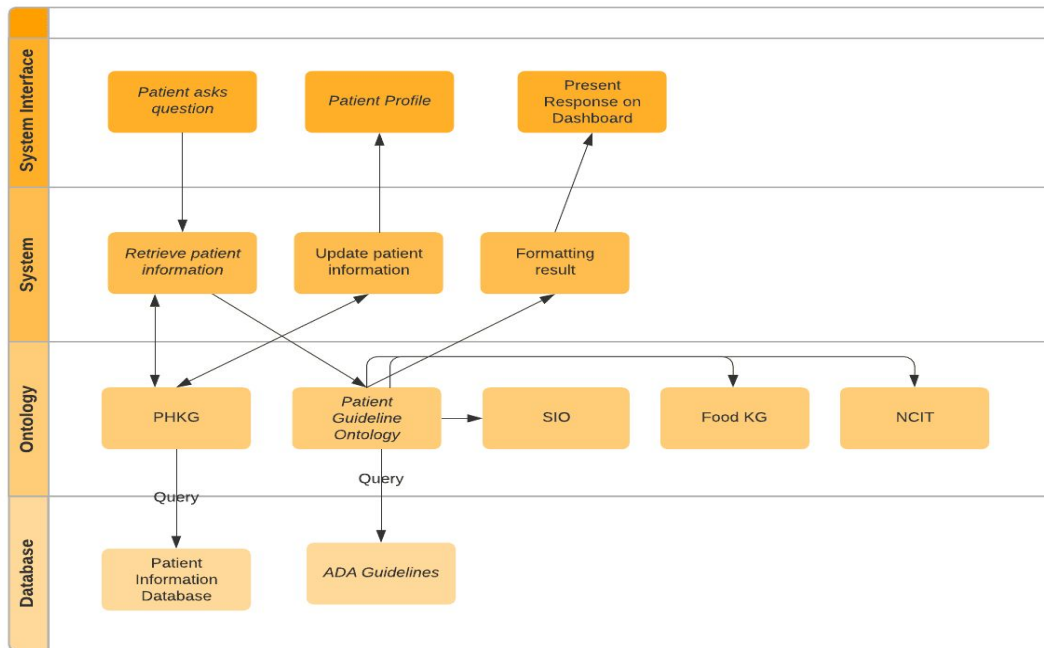 System Interface
Patient asks
question
Patient Profile
Present
Response on
Dashboard
System
Retrieve patient
information
Update patient
information
Formatting
result
Ontology
PHKG
Patient
Guideline
Ontology
SIO
Food KG
NCIT
Query
Query
Database
Patient
Information
Database
ADA Guidelines